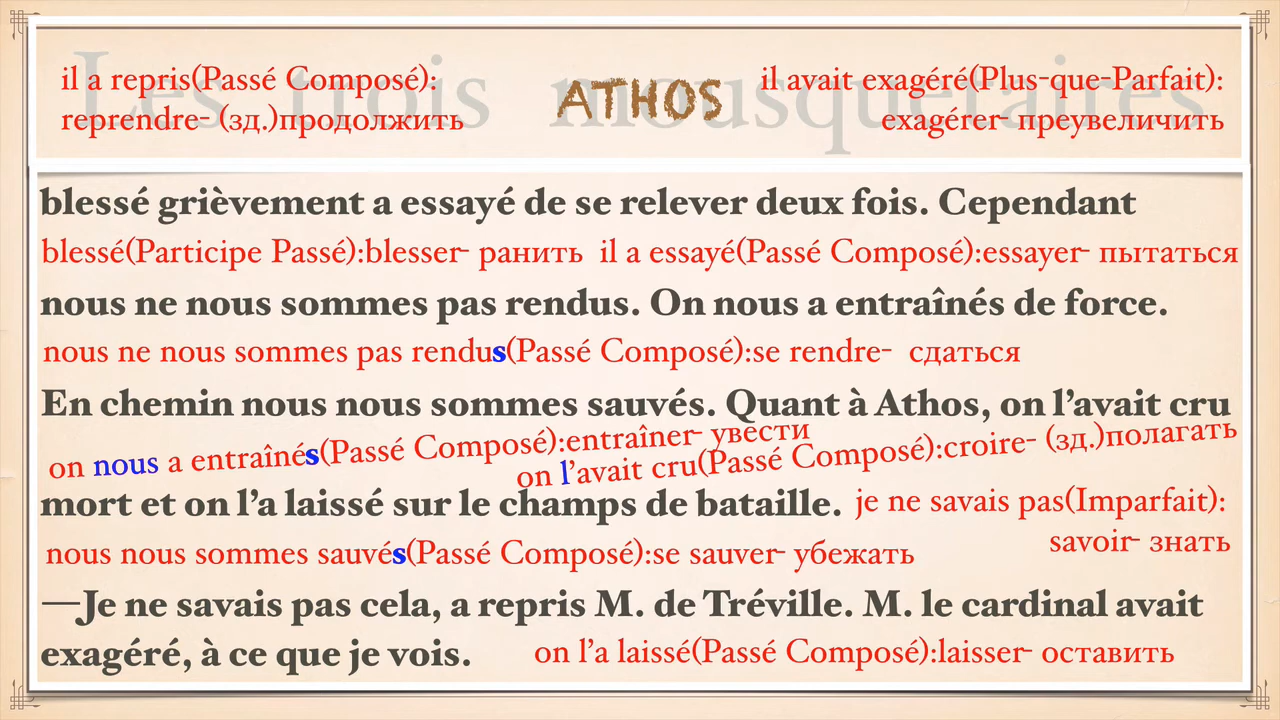 Les trois mousquetaires
il a repris(Passé Composé):
reprendre- (зд.)продолжить
ATHOS
il avait exagéré(Plus-que-Parfait):
exagérer- преувеличить
blessé grièvement a essayé de se relever deux fois. Cependant
blessé(Participe Passé):blesser- ранить il a essayé(Passé Composé):essayer- пытаться
nous ne nous sommes pas rendus. On nous a entraînés de force.
nous ne nous sommes pas rendus(Passé Composé):se rendre- сдаться
En chemin nous nous sommes sauvés. Quant à Athos, on l’avait cru
on nous a entraînés(Passé Composé):entraîner- увести
on l’avait cru(Passé Composé):croire- (зд.)полагать
mort et on l’a laissé sur le champs de bataille.
je ne savais pas(Imparfait):
savoir- знать
nous nous sommes sauvés(Passé Composé):se sauver- убежать
—Je ne savais pas cela, a repris M. de Tréville. M. le cardinal avait
exagéré, à ce que je vois.
on l’a laissé(Passé Composé):laisser- оставить